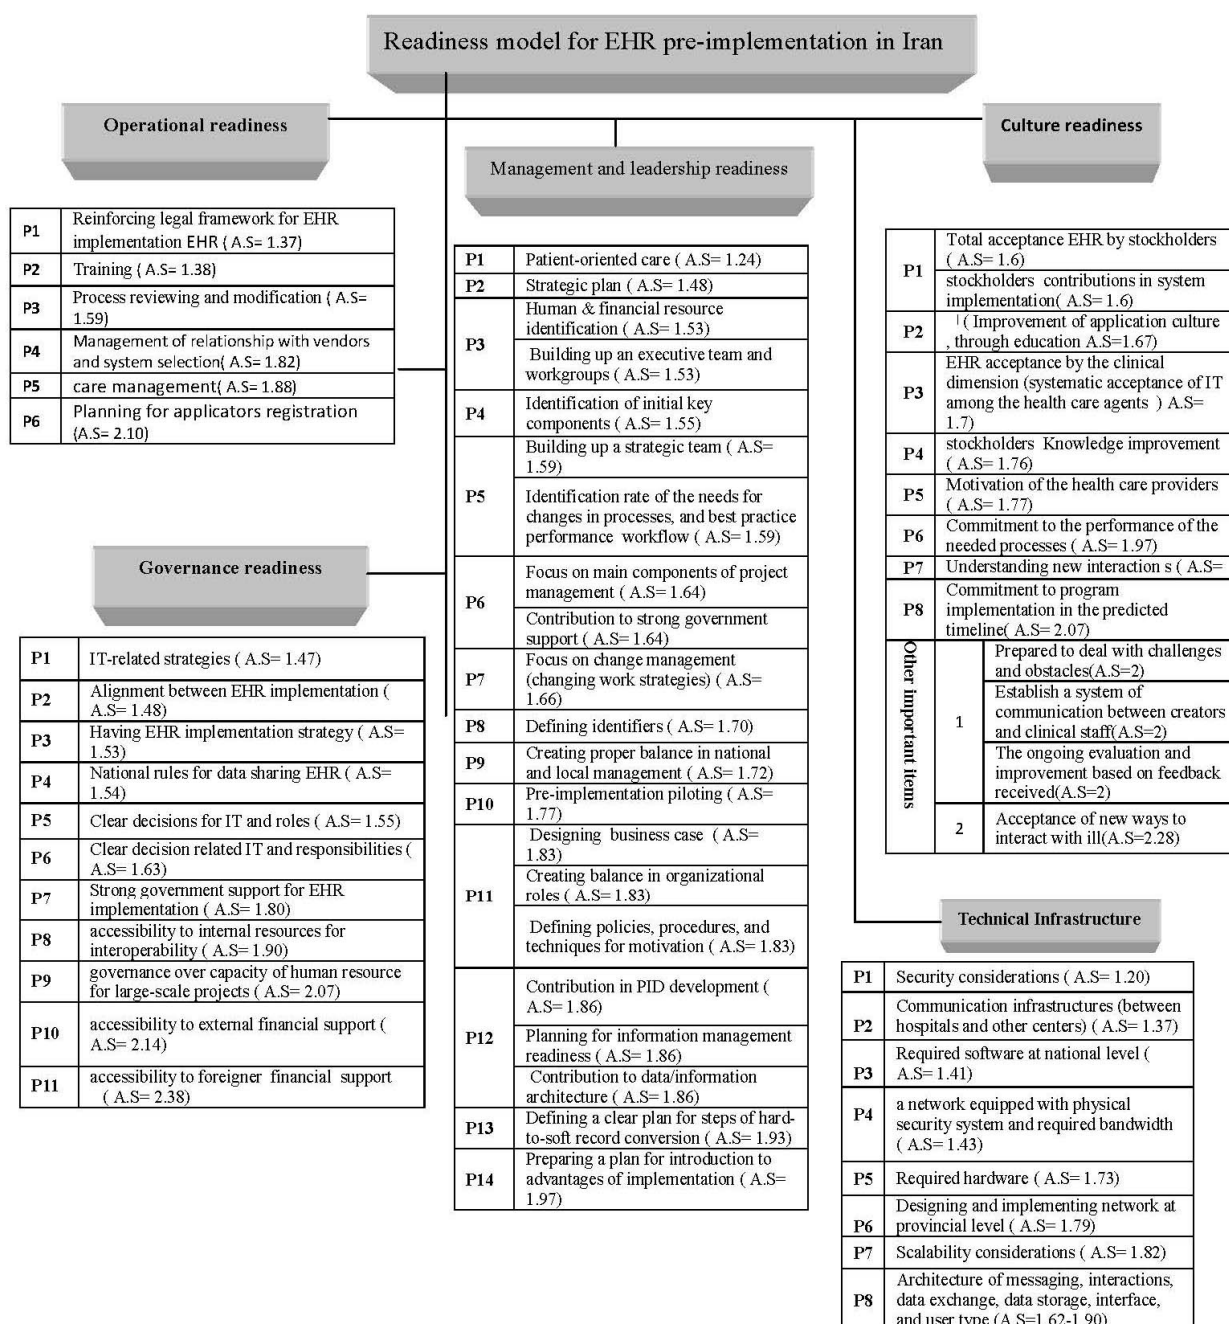 Readiness model for EHR pre-implementation in Iran
Operational readiness
P1
Reinforcing legal framework for EHR
implementation EHR ( A.S= 1.37)
P2
Training ( A.S= 1.38)
P3
Process reviewing and modification ( A.S=
1.59)
P4
Management of relationship with vendors
and system selection( A.S= 1.82)
P5
care management( A.S= 1.88)
P6
Planning for applicators registration
(A.S= 2.10)
Governance readiness
P1
IT-related strategies ( A.S= 1.47)
P2
Alignment between EHR implementation (
A.S= 1.48)
P3
Having EHR implementation strategy ( A.S=
1.53)
P4
National rules for data sharing EHR ( A.S=
1.54)
P5
Clear decisions for IT and roles ( A.S= 1.55)
P6
Clear decision related IT and responsibilities (
A.S= 1.63)
P7
Strong government support for EHR
implementation ( A.S= 1.80)
P8
accessibility to internal resources for
interoperability ( A.S= 1.90)
P9
governance over capacity of human resource
for large-scale projects ( A.S= 2.07)
P10
accessibility to external financial support (
A.S= 2.14)
P11
accessibility to foreigner financial support
( A.S= 2.38)
Management and leadership readiness
P1
Patient-oriented care ( A.S= 1.24)
P2
Strategic plan ( A.S= 1.48)
P3
Human & financial resource
identification ( A.S= 1.53)
Building up an executive team and
workgroups ( A.S= 1.53)
P4
Identification of initial key
components ( A.S= 1.55)
P5
Building up a strategic team ( A.S=
1.59)
Identification rate of the needs for
changes in processes, and best practice
performance workflow ( A.S= 1.59)
P6
Focus on main components of project
management ( A.S= 1.64)
Contribution to strong government
support ( A.S= 1.64)
P7
Focus on change management
(changing work strategies) ( A.S=
1.66)
P8
Defining identifiers ( A.S= 1.70)
P9
Creating proper balance in national
and local management ( A.S= 1.72)
P10
Pre-implementation piloting ( A.S=
1.77)
P11
Designing business case ( A.S=
1.83)
Creating balance in organizational
roles ( A.S= 1.83)
Defining policies, procedures, and
techniques for motivation ( A.S= 1.83)
P12
Contribution in PID development (
A.S= 1.86)
Planning for information management
readiness ( A.S= 1.86)
Contribution to data/information
architecture ( A.S= 1.86)
P13
Defining a clear plan for steps of hard-
to-soft record conversion ( A.S= 1.93)
P14
Preparing a plan for introduction to
advantages of implementation ( A.S=
1.97)
Culture readiness
P1
Total acceptance EHR by stockholders
( A.S= 1.6)
stockholders contributions in system
implementation( A.S= 1.6)
P2
( Improvement of application culture
, through education A.S=1.67)
P3
EHR acceptance by the clinical
dimension (systematic acceptance of IT
among the health care agents ) A.S=
1.7)
P4
stockholders Knowledge improvement
( A.S= 1.76)
P5
Motivation of the health care providers
( A.S= 1.77)
P6
Commitment to the performance of the
needed processes ( A.S= 1.97)
P7
Understanding new interaction s ( A.S=
P8
Commitment to program
implementation in the predicted
timeline( A.S= 2.07)
Other important items
1
Prepared to deal with challenges
and obstacles(A.S=2)
Establish a system of
communication between creators
and clinical staff(A.S=2)
The ongoing evaluation and
improvement based on feedback
received(A.S=2)
2
Acceptance of new ways to
interact with ill(A.S=2.28)
Technical Infrastructure
P1
Security considerations ( A.S= 1.20)
P2
Communication infrastructures (between
hospitals and other centers) ( A.S= 1.37)
P3
Required software at national level (
A.S= 1.41)
P4
a network equipped with physical
security system and required bandwidth
( A.S= 1.43)
P5
Required hardware ( A.S= 1.73)
P6
Designing and implementing network at
provincial level ( A.S= 1.79)
P7
Scalability considerations ( A.S= 1.82)
P8
Architecture of messaging, interactions,
data exchange, data storage, interface,
and user type (A.S=1.62-1.90)